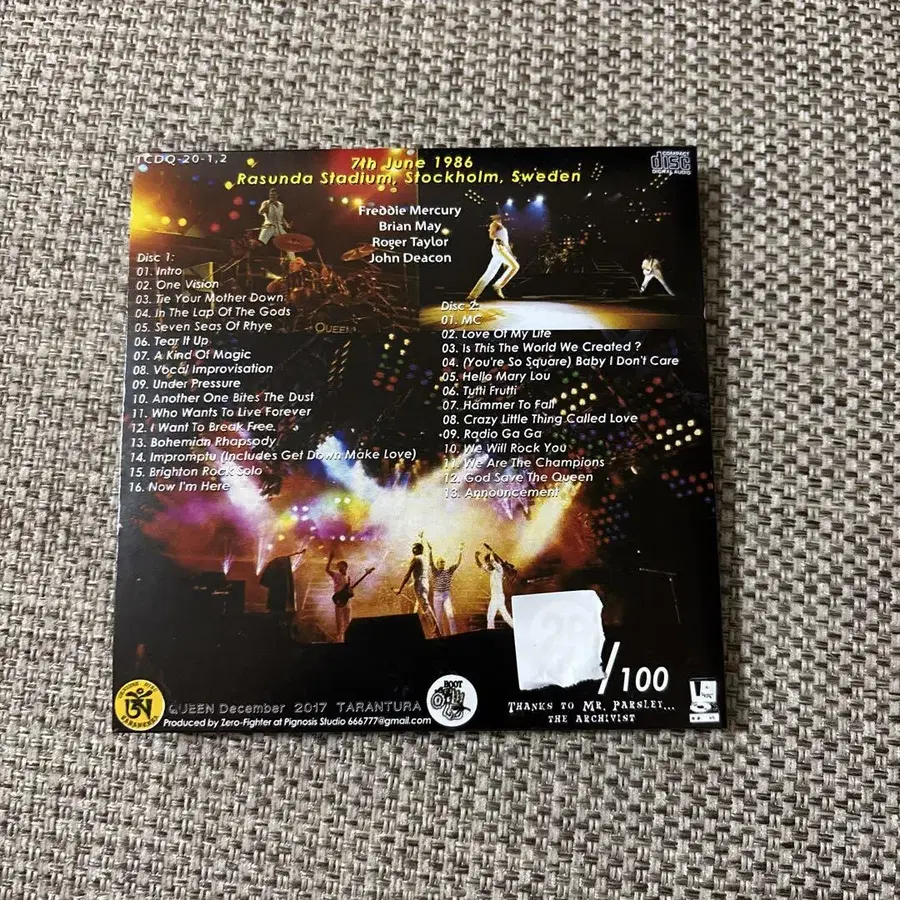 TCDQ-20-1,2
7th June 1986
Rasunda Stadium, Stockholm, Sweden
COMPACT
disc
DIGITAL AUDIO
Freddie Mercury
Brian May
Roger Taylor
John Deacon
Disc 1:
01. Intro
02. One Vision
03. Tie Your Mother Down
04. In The Lap Of The Gods
05. Seven Seas Of Rhye
06. Tear It Up
07. A Kind Of Magic
08. Vocal Improvisation
09. Under Pressure
10. Another One Bites The Dust
11. Who Wants To Live Forever
12. I Want To Break Free
13. Bohemian Rhapsody
14. Impromptu (Includes Get Down Make Love)
15. Brighton Rock Solo
16. Now I'm Here
QUEEN
Disc 2:
01. MC
02. Love Of My Life
03. Is This The World We Created ?
04. (You're So Square) Baby I Don't Care
05. Hello Mary Lou
06. Tutti Frutti
07. Hammer To Fall
08. Crazy Little Thing Called Love
09. Radio Ga Ga
10. We Will Rock You
11. We Are The Champions
12. God Save The Queen
13. Announcement
/100
QUEEN December 2017 TARANTURA
Produced by Zero-Fighter at Pignosis Studio 666777@gmail.com
BOOT
THANKS TO MR. PARSLEY...
THE ARCHIVIST